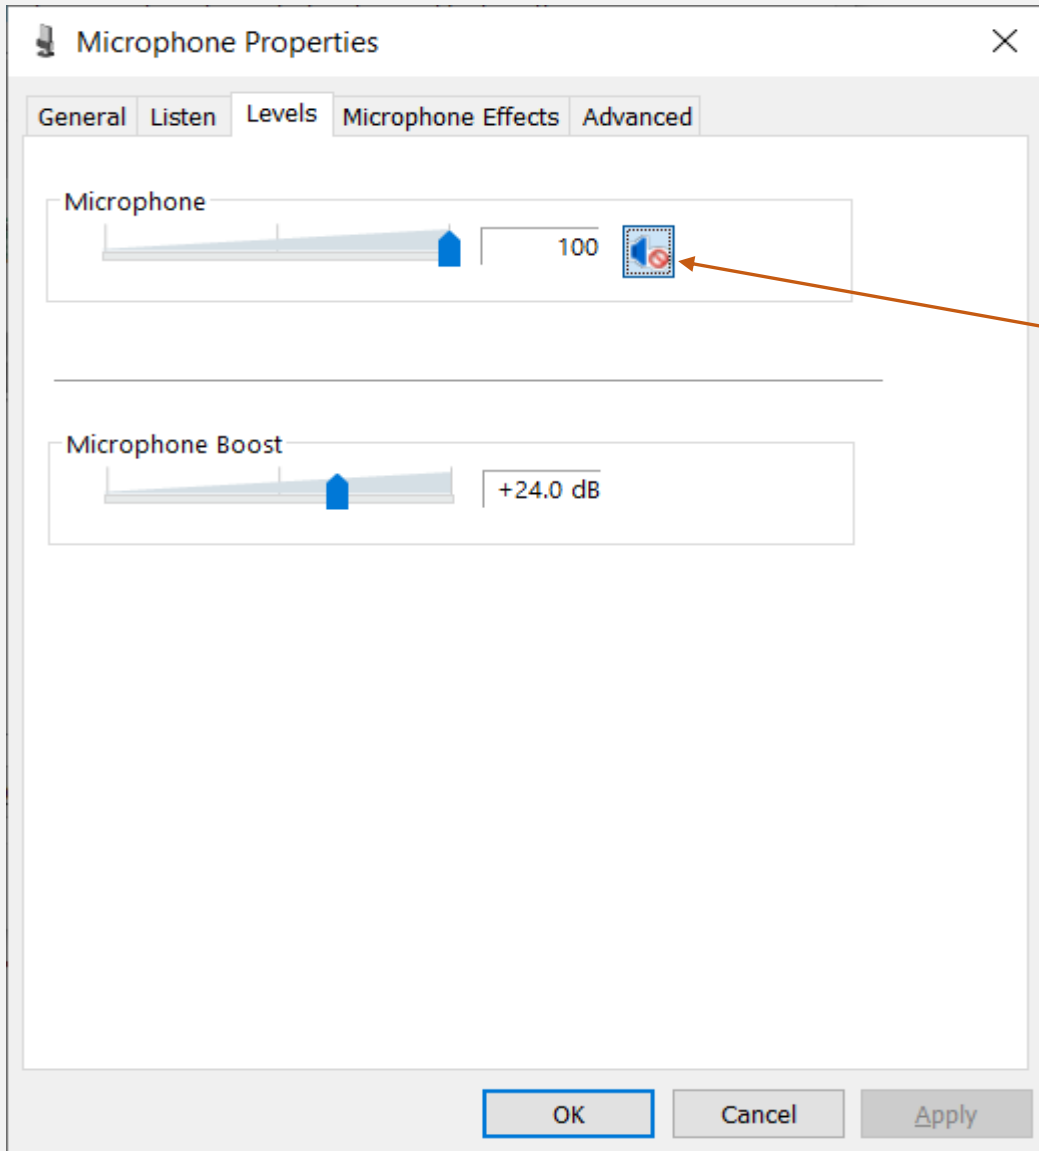 Microphone Properties
General Listen Levels Microphone Effects Advanced
Microphone
100
Microphone Boost
+24.0 dB
OK Cancel Apply